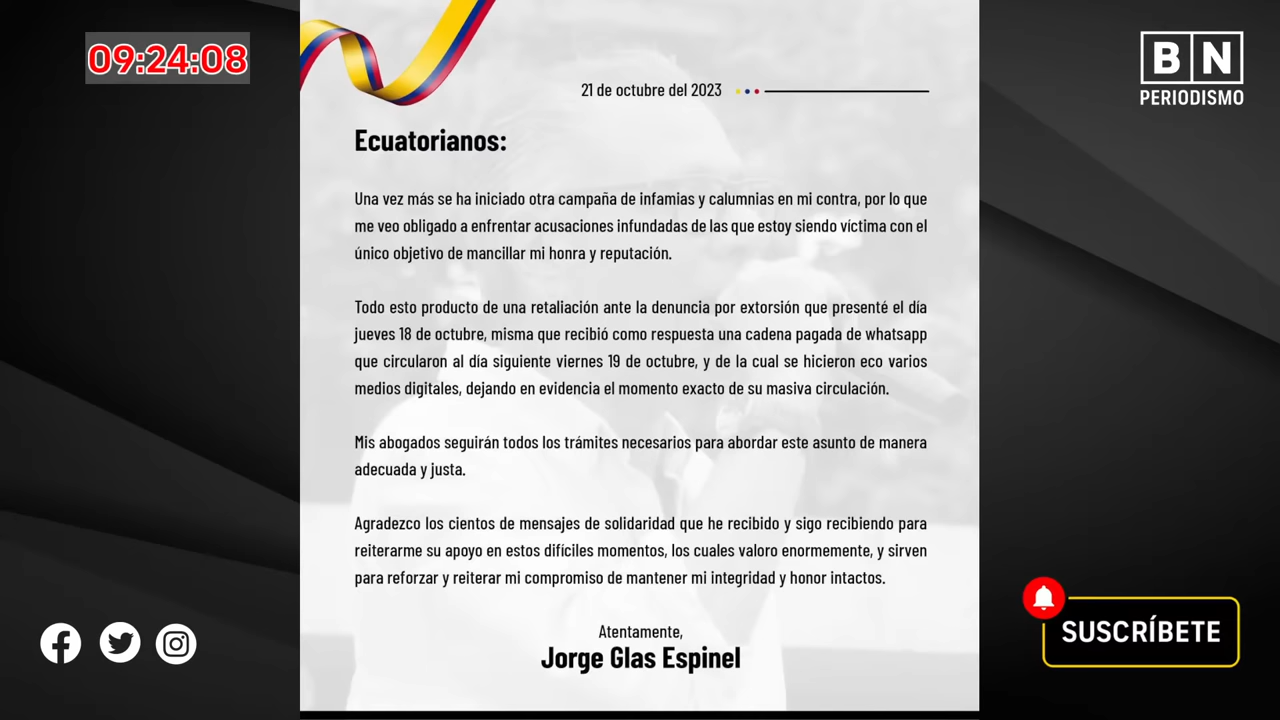 09:24:08
BN
PERIODISMO
21 de octubre del 2023
Ecuatorianos:
Una vez más se ha iniciado otra campaña de infamias y calumnias en mi contra, por lo que
me veo obligado a enfrentar acusaciones infundadas de las que estoy siendo víctima con el
único objetivo de mancillar mi honra y reputación.
Todo esto producto de una retaliación ante la denuncia por extorsión que presenté el día
jueves 18 de octubre, misma que recibió como respuesta una cadena pagada de whatsapp
que circularon al día siguiente viernes 19 de octubre, y de la cual se hicieron eco varios
medios digitales, dejando en evidencia el momento exacto de su masiva circulación.
Mis abogados seguirán todos los trámites necesarios para abordar este asunto de manera
adecuada y justa.
Agradezco los cientos de mensajes de solidaridad que he recibido y sigo recibiendo para
reiterarme su apoyo en estos difíciles momentos, los cuales valoro enormemente, y sirven
para reforzar y reiterar mi compromiso de mantener mi integridad y honor intactos.
Atentamente,
Jorge Glas Espinel
SUSCRÍBETE